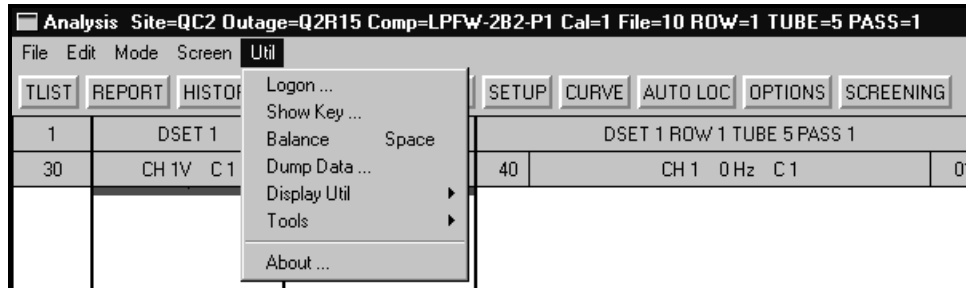 Analysis Site=QC2 Outage=Q2R15 Comp=LPFW-2B2-P1 Cal=1 File=10 ROW=1 TUBE=5 PASS=1
File Edit Mode Screen Util
TLIST REPORT SETUP CURVE AUTO LOC OPTIONS SCREENING
Logon ...
Show Key ...
Balance Space
Dump Data ...
Display Util
Tools
About ...
1 DSET 1 DSET 1 ROW 1 TUBE 5 PASS 1
30 CH 1V C 1 40 CH 1 0 Hz C 1